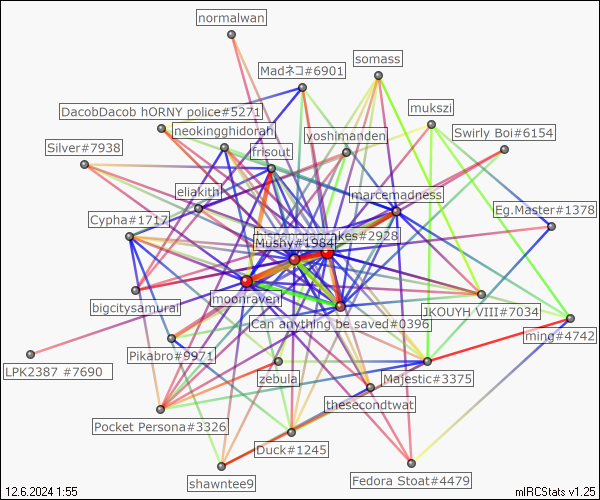 normalwan
somass
Madネコ#6901
mukszi
DacobDacob hORNY police#5271
Swirly Boi#6154
neokingghidorah
yoshimanden
Silver#7938
frisout
eliakith
marcemadness
Cypha#1717
Eg.Master#1378
Mushy#1984
moonraven
bigcitysamurai
JKOUYH VIII#7034
Can anything be saved#0396
ming#4742
Pikabro#9971
LPK2387 #7690
zebula
Majestic#3375
thesecondtwat
Pocket Persona#3326
Duck#1245
shawntee9
Fedora Stoat#4479
12.6.2024 1:55
mIRCStats v1.25